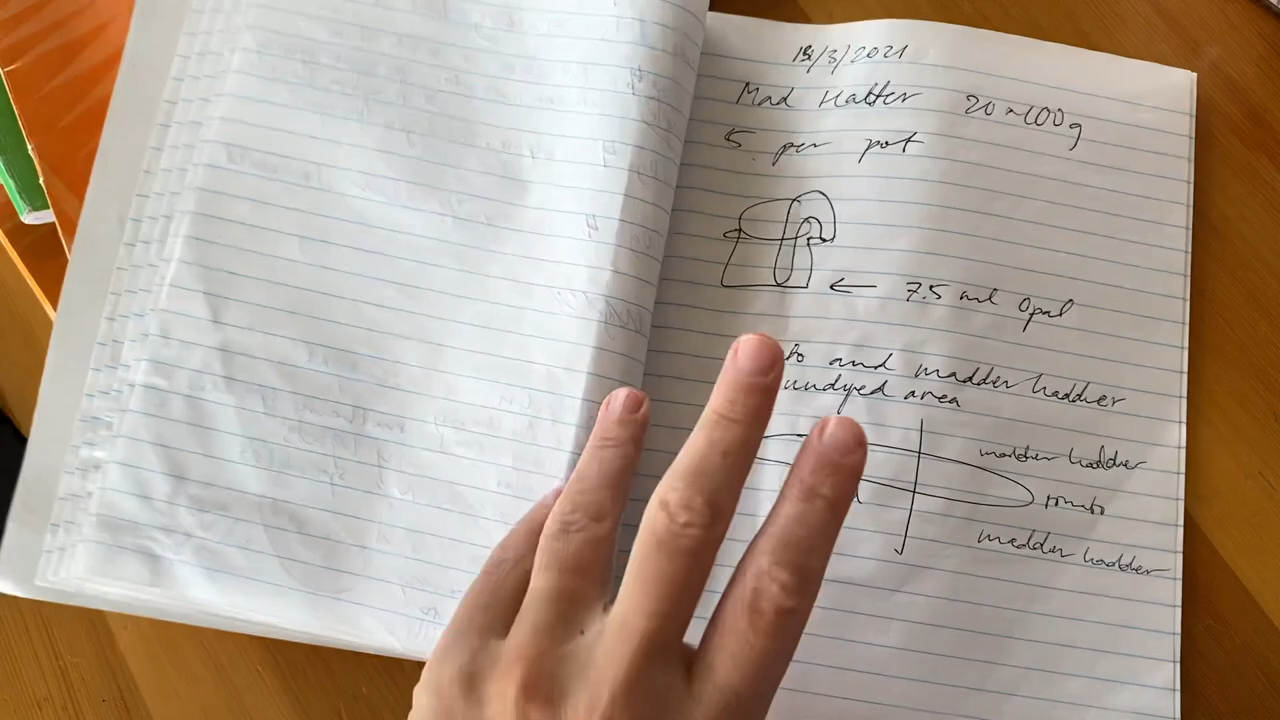 18/3/2021
Mad Hatter 20 x 100g
5 per pot
← 7.5 ml Opal
and madder hadder
undyed area
madder hadder
madder hadder